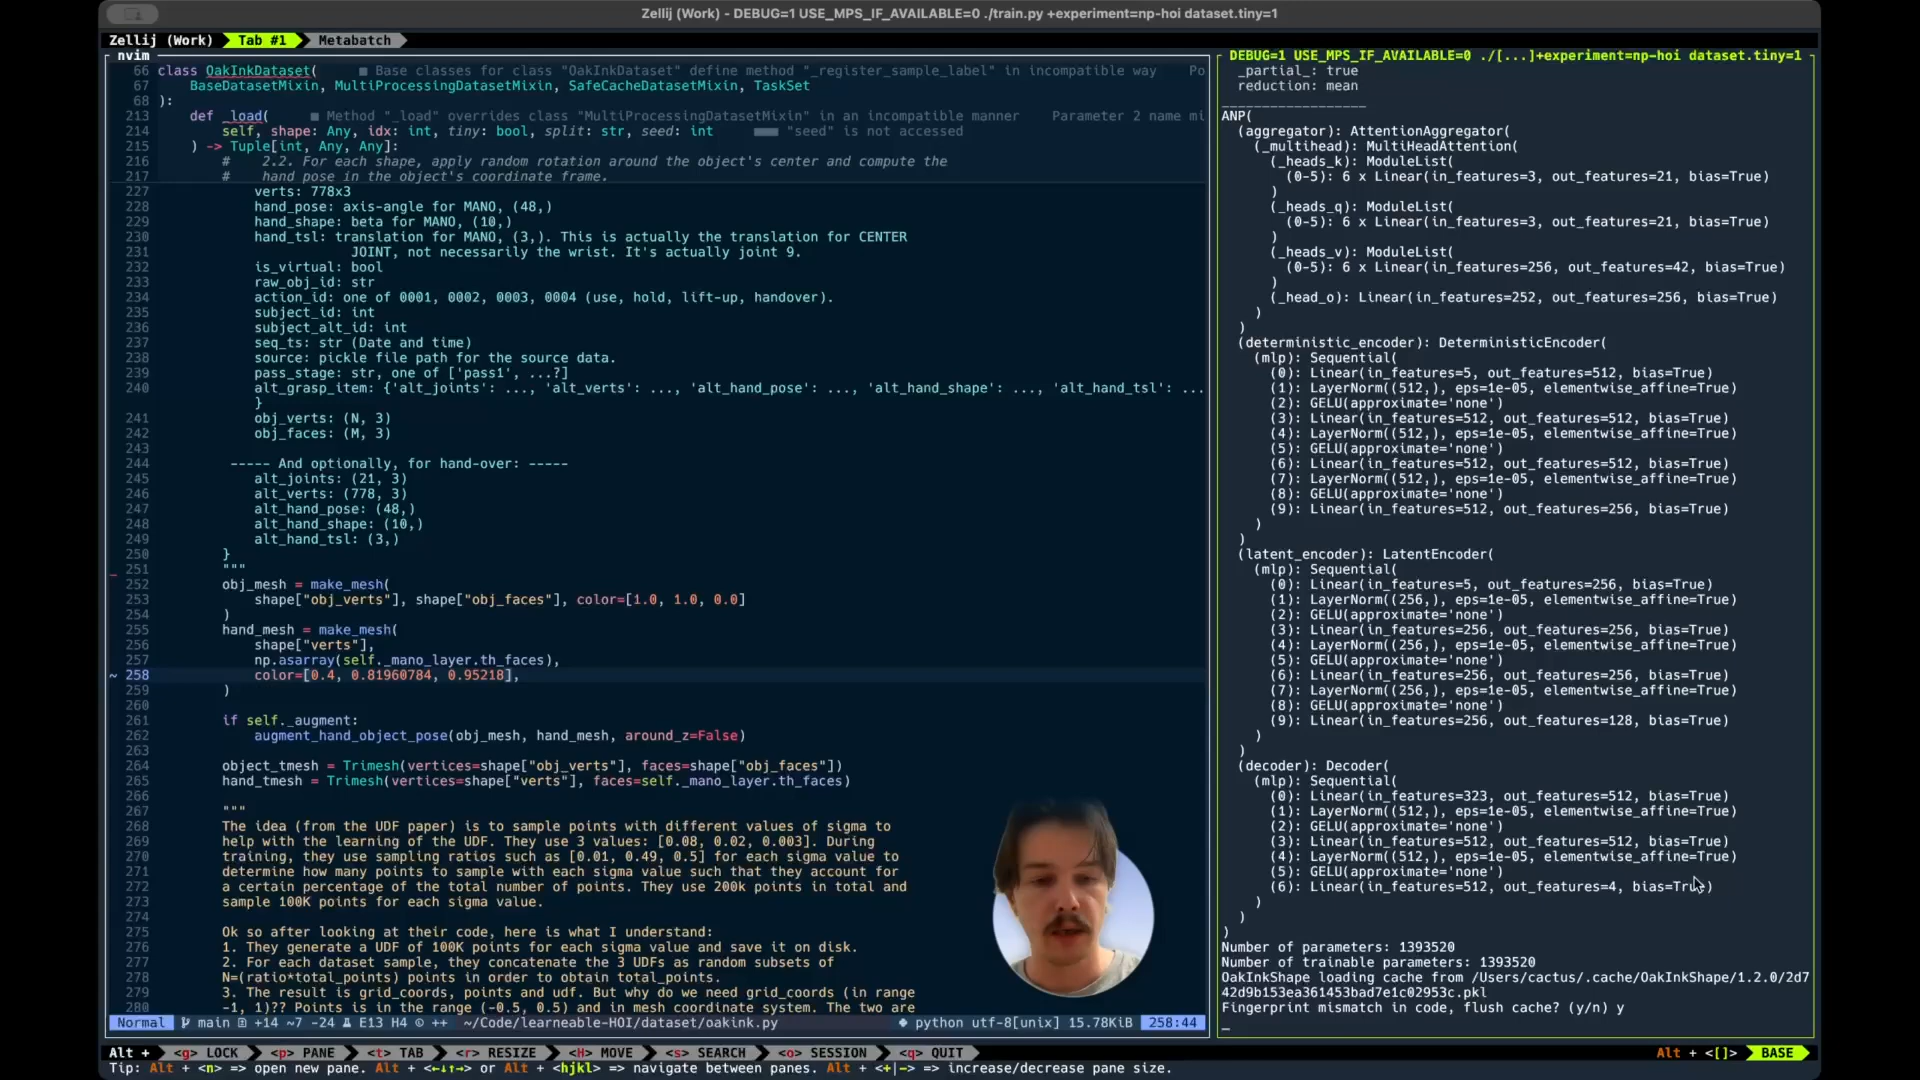 Zellij (Work) - DEBUG=1 USE_MPS_IF_AVAILABLE=0 ./train.py +experiment=np-hoi dataset.tiny=1
Zellij (Work) Tab #1 Metabatch
nvim
66 class OakInkDataset( ■ Base classes for class "OakInkDataset" define method "_register_sample_label" in incompatible way Po
67 BaseDatasetMixin, MultiProcessingDatasetMixin, SafeCacheDatasetMixin, TaskSet
68 ):
213 def _load( ■ Method "_load" overrides class "MultiProcessingDatasetMixin" in an incompatible manner Parameter 2 name mi
214 self, shape: Any, idx: int, tiny: bool, split: str, seed: int ■■■ "seed" is not accessed
215 ) -> Tuple[int, Any, Any]:
216 # 2.2. For each shape, apply random rotation around the object's center and compute the
217 # hand pose in the object's coordinate frame.
227 verts: 778x3
228 hand_pose: axis-angle for MANO, (48,)
229 hand_shape: beta for MANO, (10,)
230 hand_tsl: translation for MANO, (3,). This is actually the translation for CENTER
231 JOINT, not necessarily the wrist. It's actually joint 9.
232 is_virtual: bool
233 raw_obj_id: str
234 action_id: one of 0001, 0002, 0003, 0004 (use, hold, lift-up, handover).
235 subject_id: int
236 subject_alt_id: int
237 seq_ts: str (Date and time)
238 source: pickle file path for the source data.
239 pass_stage: str, one of ['pass1', ...?]
240 alt_grasp_item: {'alt_joints': ..., 'alt_verts': ..., 'alt_hand_pose': ..., 'alt_hand_shape': ..., 'alt_hand_tsl': ...
}
241 obj_verts: (N, 3)
242 obj_faces: (M, 3)
243
244 ----- And optionally, for hand-over: -----
245 alt_joints: (21, 3)
246 alt_verts: (778, 3)
247 alt_hand_pose: (48,)
248 alt_hand_shape: (10,)
249 alt_hand_tsl: (3,)
250 }
251 """
252 obj_mesh = make_mesh(
253 shape["obj_verts"], shape["obj_faces"], color=[1.0, 1.0, 0.0]
254 )
255 hand_mesh = make_mesh(
256 shape["verts"],
257 np.asarray(self._mano_layer.th_faces),
~ 258 color=[0.4, 0.81960784, 0.95218],
259 )
260
261 if self._augment:
262 augment_hand_object_pose(obj_mesh, hand_mesh, around_z=False)
263
264 object_tmesh = Trimesh(vertices=shape["obj_verts"], faces=shape["obj_faces"])
265 hand_tmesh = Trimesh(vertices=shape["verts"], faces=self._mano_layer.th_faces)
266
267 """
268 The idea (from the UDF paper) is to sample points with different values of sigma to
269 help with the learning of the UDF. They use 3 values: [0.08, 0.02, 0.003]. During
270 training, they use sampling ratios such as [0.01, 0.49, 0.5] for each sigma value to
271 determine how many points to sample with each sigma value such that they account for
272 a certain percentage of the total number of points. They use 200k points in total and
273 sample 100K points for each sigma value.
274
275 Ok so after looking at their code, here is what I understand:
276 1. They generate a UDF of 100K points for each sigma value and save it on disk.
277 2. For each dataset sample, they concatenate the 3 UDFs as random subsets of
278 N=(ratio*total_points) points in order to obtain total_points.
279 3. The result is grid_coords, points and udf. But why do we need grid_coords (in range
280 -1, 1)?? Points is in the range (-0.5, 0.5) and in mesh coordinate system. The two are
Normal main +14 ~7 -24 E13 H4 © ++ ~/Code/learneable-HOI/dataset/oakink.py python utf-8[unix] 15.78KiB 258:44
DEBUG=1 USE_MPS_IF_AVAILABLE=0 ./[...]+experiment=np-hoi dataset.tiny=1
_partial_: true
reduction: mean
__________________
ANP(
(aggregator): AttentionAggregator(
(_multihead): MultiHeadAttention(
(_heads_k): ModuleList(
(0-5): 6 x Linear(in_features=3, out_features=21, bias=True)
)
(_heads_q): ModuleList(
(0-5): 6 x Linear(in_features=3, out_features=21, bias=True)
)
(_heads_v): ModuleList(
(0-5): 6 x Linear(in_features=256, out_features=42, bias=True)
)
(_head_o): Linear(in_features=252, out_features=256, bias=True)
)
)
(deterministic_encoder): DeterministicEncoder(
(mlp): Sequential(
(0): Linear(in_features=5, out_features=512, bias=True)
(1): LayerNorm((512,), eps=1e-05, elementwise_affine=True)
(2): GELU(approximate='none')
(3): Linear(in_features=512, out_features=512, bias=True)
(4): LayerNorm((512,), eps=1e-05, elementwise_affine=True)
(5): GELU(approximate='none')
(6): Linear(in_features=512, out_features=512, bias=True)
(7): LayerNorm((512,), eps=1e-05, elementwise_affine=True)
(8): GELU(approximate='none')
(9): Linear(in_features=512, out_features=256, bias=True)
)
)
(latent_encoder): LatentEncoder(
(mlp): Sequential(
(0): Linear(in_features=5, out_features=256, bias=True)
(1): LayerNorm((256,), eps=1e-05, elementwise_affine=True)
(2): GELU(approximate='none')
(3): Linear(in_features=256, out_features=256, bias=True)
(4): LayerNorm((256,), eps=1e-05, elementwise_affine=True)
(5): GELU(approximate='none')
(6): Linear(in_features=256, out_features=256, bias=True)
(7): LayerNorm((256,), eps=1e-05, elementwise_affine=True)
(8): GELU(approximate='none')
(9): Linear(in_features=256, out_features=128, bias=True)
)
)
(decoder): Decoder(
(mlp): Sequential(
(0): Linear(in_features=323, out_features=512, bias=True)
(1): LayerNorm((512,), eps=1e-05, elementwise_affine=True)
(2): GELU(approximate='none')
(3): Linear(in_features=512, out_features=512, bias=True)
(4): LayerNorm((512,), eps=1e-05, elementwise_affine=True)
(5): GELU(approximate='none')
(6): Linear(in_features=512, out_features=4, bias=True)
)
)
)
Number of parameters: 1393520
Number of trainable parameters: 1393520
OakInkShape loading cache from /Users/cactus/.cache/OakInkShape/1.2.0/2d7
42d9b153ea361453bad7e1c02953c.pkl
Fingerprint mismatch in code, flush cache? (y/n) y
Alt + <g> LOCK <p> PANE <t> TAB <r> RESIZE <H> MOVE <s> SEARCH <o> SESSION <q> QUIT Alt + <[]> BASE
Tip: Alt + <n> => open new pane. Alt + <←↓↑→> or Alt + <hjkl> => navigate between panes. Alt + <+|-> => increase/decrease pane size.